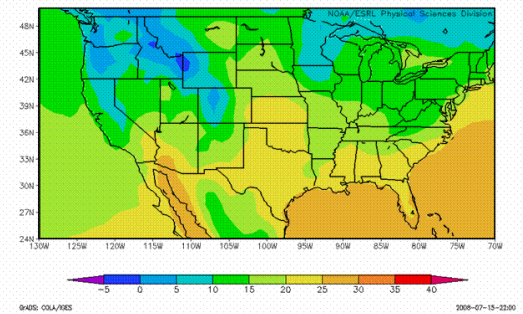 NOAA/ESRL Physical Sciences Division
48N
45N
42N
39N
36N
33N
30N
27N
24N
130W 125W 120W 115W 110W 105W 100W 95W 90W 85W 80W 75W 70W
-5 0 5 10 15 20 25 30 35 40
GrADS: COLA/IGES 2008-07-15-22:00